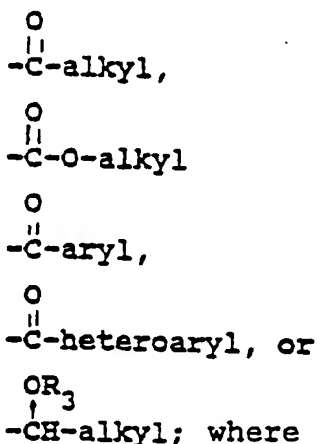 O
||
-C-alkyl,
O
||
-C-O-alkyl
O
||
-C-aryl,
O
||
-C-heteroaryl, or
OR3
↑
-CH-alkyl; where